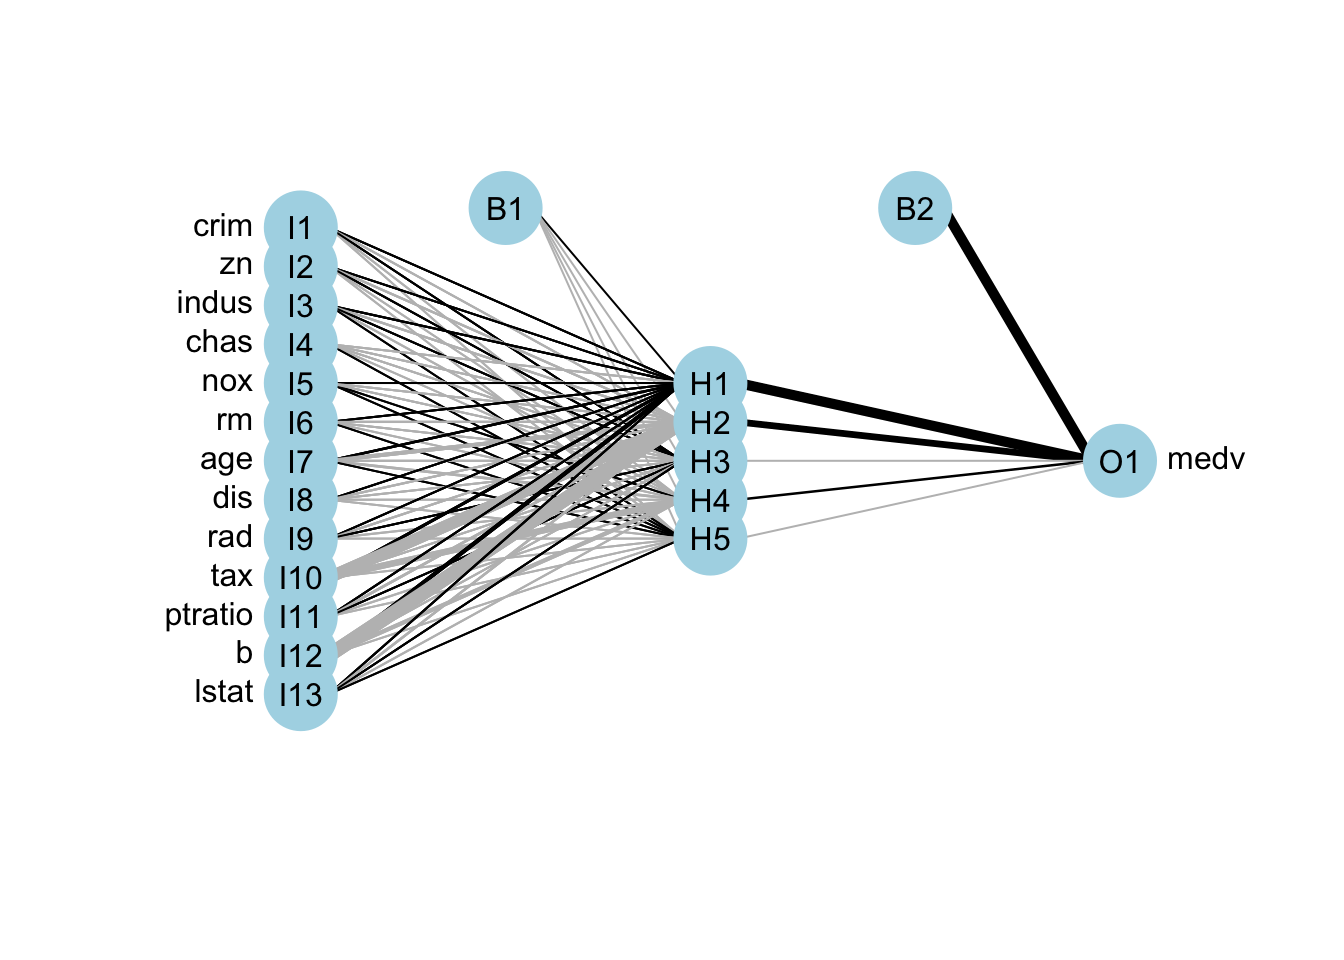 crim I1
zn I2
indus I3
chas I4
nox I5
rm I6
age I7
dis I8
rad I9
tax I10
ptratio I11
b I12
lstat I13
B1
H1
H2
H3
H4
H5
B2
O1 medv